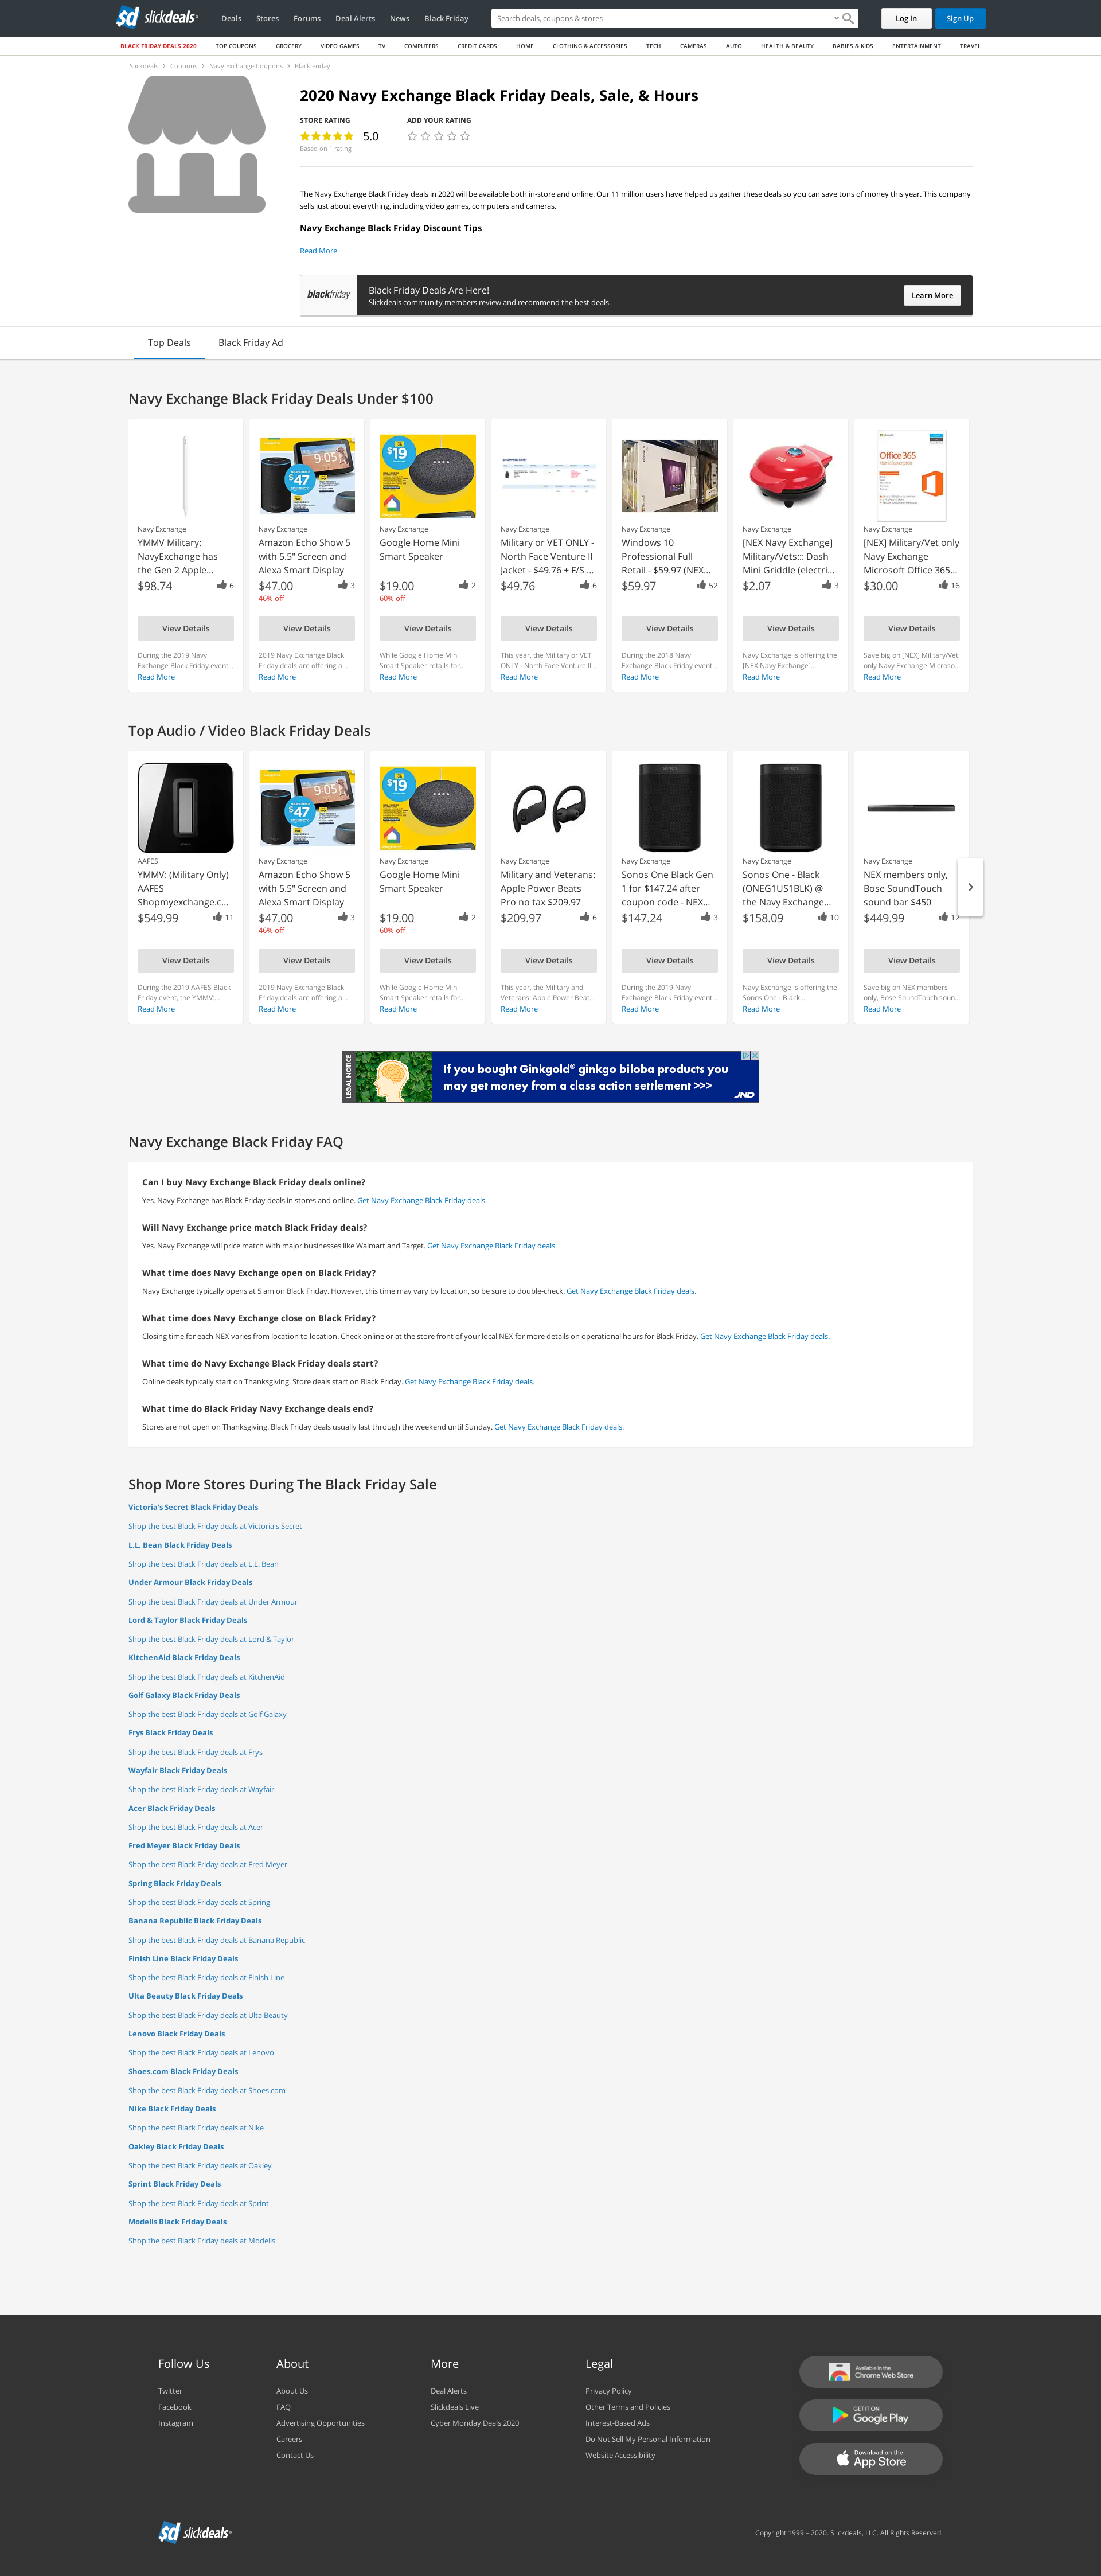 slickdeals
Deals Stores Forums Deal Alerts News Black Friday
Search deals, coupons & stores
Log In
Sign Up
BLACK FRIDAY DEALS 2020 TOP COUPONS GROCERY VIDEO GAMES TV COMPUTERS CREDIT CARDS HOME CLOTHING & ACCESSORIES TECH CAMERAS AUTO HEALTH & BEAUTY BABIES & KIDS ENTERTAINMENT TRAVEL
Slickdeals > Coupons > Navy Exchange Coupons > Black Friday
2020 Navy Exchange Black Friday Deals, Sale, & Hours
STORE RATING
5.0
Based on 1 rating
ADD YOUR RATING
The Navy Exchange Black Friday deals in 2020 will be available both in-store and online. Our 11 million users have helped us gather these deals so you can save tons of money this year. This company
sells just about everything, including video games, computers and cameras.
Navy Exchange Black Friday Discount Tips
Read More
blackfriday
Black Friday Deals Are Here!
Slickdeals community members review and recommend the best deals.
Learn More
Top Deals
Black Friday Ad
Navy Exchange Black Friday Deals Under $100
Navy Exchange
YMMV Military:
NavyExchange has
the Gen 2 Apple...
$98.74 6
View Details
During the 2019 Navy
Exchange Black Friday event...
Read More
9:05
$47
Navy Exchange
Amazon Echo Show 5
with 5.5" Screen and
Alexa Smart Display
$47.00 3
46% off
View Details
2019 Navy Exchange Black
Friday deals are offering a...
Read More
$19
Navy Exchange
Google Home Mini
Smart Speaker
$19.00 2
60% off
View Details
While Google Home Mini
Smart Speaker retails for...
Read More
Navy Exchange
Military or VET ONLY -
North Face Venture II
Jacket - $49.76 + F/S ...
$49.76 6
View Details
This year, the Military or VET
ONLY - North Face Venture II...
Read More
Navy Exchange
Windows 10
Professional Full
Retail - $59.97 (NEX...
$59.97 52
View Details
During the 2018 Navy
Exchange Black Friday event...
Read More
Navy Exchange
[NEX Navy Exchange]
Military/Vets::: Dash
Mini Griddle (electri...
$2.07 3
View Details
Navy Exchange is offering the
[NEX Navy Exchange]...
Read More
Office 365
Navy Exchange
[NEX] Military/Vet only
Navy Exchange
Microsoft Office 365...
$30.00 16
View Details
Save big on [NEX] Military/Vet
only Navy Exchange Microso...
Read More
Top Audio / Video Black Friday Deals
AAFES
YMMV: (Military Only)
AAFES
Shopmyexchange.c...
$549.99 11
View Details
During the 2019 AAFES Black
Friday event, the YMMV:...
Read More
9:05
$47
Navy Exchange
Amazon Echo Show 5
with 5.5" Screen and
Alexa Smart Display
$47.00 3
46% off
View Details
2019 Navy Exchange Black
Friday deals are offering a...
Read More
$19
Navy Exchange
Google Home Mini
Smart Speaker
$19.00 2
60% off
View Details
While Google Home Mini
Smart Speaker retails for...
Read More
Navy Exchange
Military and Veterans:
Apple Power Beats
Pro no tax $209.97
$209.97 6
View Details
This year, the Military and
Veterans: Apple Power Beat...
Read More
SONOS
Navy Exchange
Sonos One Black Gen
1 for $147.24 after
coupon code - NEX...
$147.24 3
View Details
During the 2019 Navy
Exchange Black Friday event...
Read More
SONOS
Navy Exchange
Sonos One - Black
(ONEG1US1BLK) @
the Navy Exchange...
$158.09 10
View Details
Navy Exchange is offering the
Sonos One - Black...
Read More
Navy Exchange
NEX members only,
Bose SoundTouch
sound bar $450
$449.99 12
View Details
Save big on NEX members
only, Bose SoundTouch soun...
Read More
LEGAL NOTICE
If you bought Ginkgold® ginkgo biloba products you
may get money from a class action settlement >>>
JND
Navy Exchange Black Friday FAQ
Can I buy Navy Exchange Black Friday deals online?
Yes. Navy Exchange has Black Friday deals in stores and online. Get Navy Exchange Black Friday deals.
Will Navy Exchange price match Black Friday deals?
Yes. Navy Exchange will price match with major businesses like Walmart and Target. Get Navy Exchange Black Friday deals.
What time does Navy Exchange open on Black Friday?
Navy Exchange typically opens at 5 am on Black Friday. However, this time may vary by location, so be sure to double-check. Get Navy Exchange Black Friday deals.
What time does Navy Exchange close on Black Friday?
Closing time for each NEX varies from location to location. Check online or at the store front of your local NEX for more details on operational hours for Black Friday. Get Navy Exchange Black Friday deals.
What time do Navy Exchange Black Friday deals start?
Online deals typically start on Thanksgiving. Store deals start on Black Friday. Get Navy Exchange Black Friday deals.
What time do Black Friday Navy Exchange deals end?
Stores are not open on Thanksgiving. Black Friday deals usually last through the weekend until Sunday. Get Navy Exchange Black Friday deals.
Shop More Stores During The Black Friday Sale
Victoria's Secret Black Friday Deals
Shop the best Black Friday deals at Victoria's Secret
L.L. Bean Black Friday Deals
Shop the best Black Friday deals at L.L. Bean
Under Armour Black Friday Deals
Shop the best Black Friday deals at Under Armour
Lord & Taylor Black Friday Deals
Shop the best Black Friday deals at Lord & Taylor
KitchenAid Black Friday Deals
Shop the best Black Friday deals at KitchenAid
Golf Galaxy Black Friday Deals
Shop the best Black Friday deals at Golf Galaxy
Frys Black Friday Deals
Shop the best Black Friday deals at Frys
Wayfair Black Friday Deals
Shop the best Black Friday deals at Wayfair
Acer Black Friday Deals
Shop the best Black Friday deals at Acer
Fred Meyer Black Friday Deals
Shop the best Black Friday deals at Fred Meyer
Spring Black Friday Deals
Shop the best Black Friday deals at Spring
Banana Republic Black Friday Deals
Shop the best Black Friday deals at Banana Republic
Finish Line Black Friday Deals
Shop the best Black Friday deals at Finish Line
Ulta Beauty Black Friday Deals
Shop the best Black Friday deals at Ulta Beauty
Lenovo Black Friday Deals
Shop the best Black Friday deals at Lenovo
Shoes.com Black Friday Deals
Shop the best Black Friday deals at Shoes.com
Nike Black Friday Deals
Shop the best Black Friday deals at Nike
Oakley Black Friday Deals
Shop the best Black Friday deals at Oakley
Sprint Black Friday Deals
Shop the best Black Friday deals at Sprint
Modells Black Friday Deals
Shop the best Black Friday deals at Modells
Follow Us
Twitter
Facebook
Instagram
About
About Us
FAQ
Advertising Opportunities
Careers
Contact Us
More
Deal Alerts
Slickdeals Live
Cyber Monday Deals 2020
Legal
Privacy Policy
Other Terms and Policies
Interest-Based Ads
Do Not Sell My Personal Information
Website Accessibility
Available in the
Chrome Web Store
GET IT ON
Google Play
Download on the
App Store
slickdeals
Copyright 1999 – 2020. Slickdeals, LLC. All Rights Reserved.